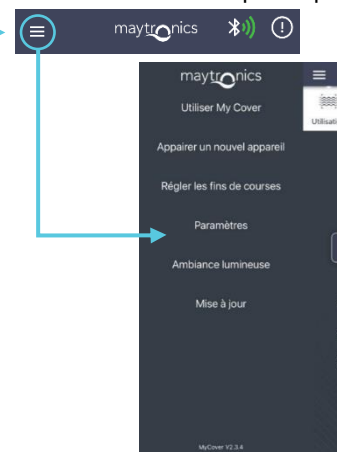 maytronics
maytronics
Utiliser My Cover
Utilisati
Appairer un nouvel appareil
Régler les fins de courses
Paramètres
Ambiance lumineuse
Mise à jour
MyCover V2.3.4